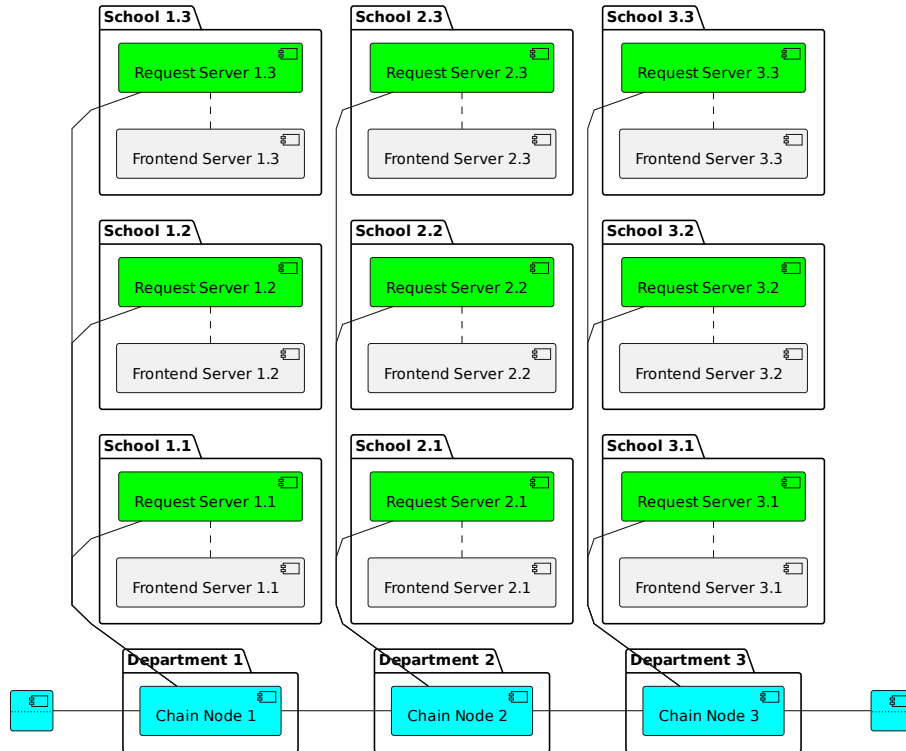 School 1.3
School 2.3
School 3.3
Request Server 1.3
Request Server 2.3
Request Server 3.3
Frontend Server 1.3
Frontend Server 2.3
Frontend Server 3.3
School 1.2
School 2.2
School 3.2
Request Server 1.2
Request Server 2.2
Request Server 3.2
Frontend Server 1.2
Frontend Server 2.2
Frontend Server 3.2
School 1.1
School 2.1
School 3.1
Request Server 1.1
Request Server 2.1
Request Server 3.1
Frontend Server 1.1
Frontend Server 2.1
Frontend Server 3.1
Department 1
Department 2
Department 3
Chain Node 1
Chain Node 2
Chain Node 3